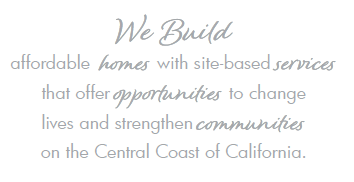 We Build
affordable homes with site-based services
that offer opportunities to change
lives and strengthen communities
on the Central Coast of California.